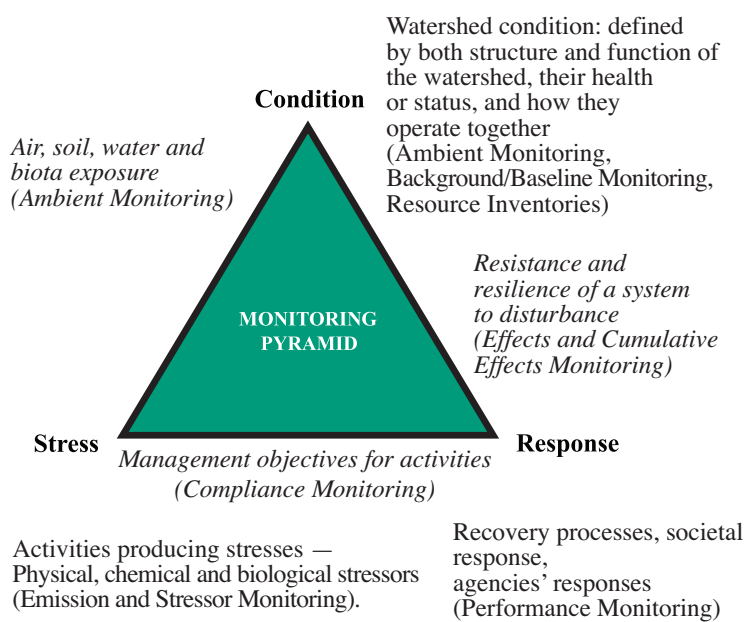 Watershed condition: defined
by both structure and function of
the watershed, their health
or status, and how they
operate together
(Ambient Monitoring,
Background/Baseline Monitoring,
Resource Inventories)
Condition
Air, soil, water and
biota exposure
(Ambient Monitoring)
Resistance and
resilience of a system
to disturbance
(Effects and Cumulative
Effects Monitoring)
MONITORING
PYRAMID
Stress
Response
Management objectives for activities
(Compliance Monitoring)
Activities producing stresses —
Physical, chemical and biological stressors
(Emission and Stressor Monitoring).
Recovery processes, societal
response,
agencies’ responses
(Performance Monitoring)